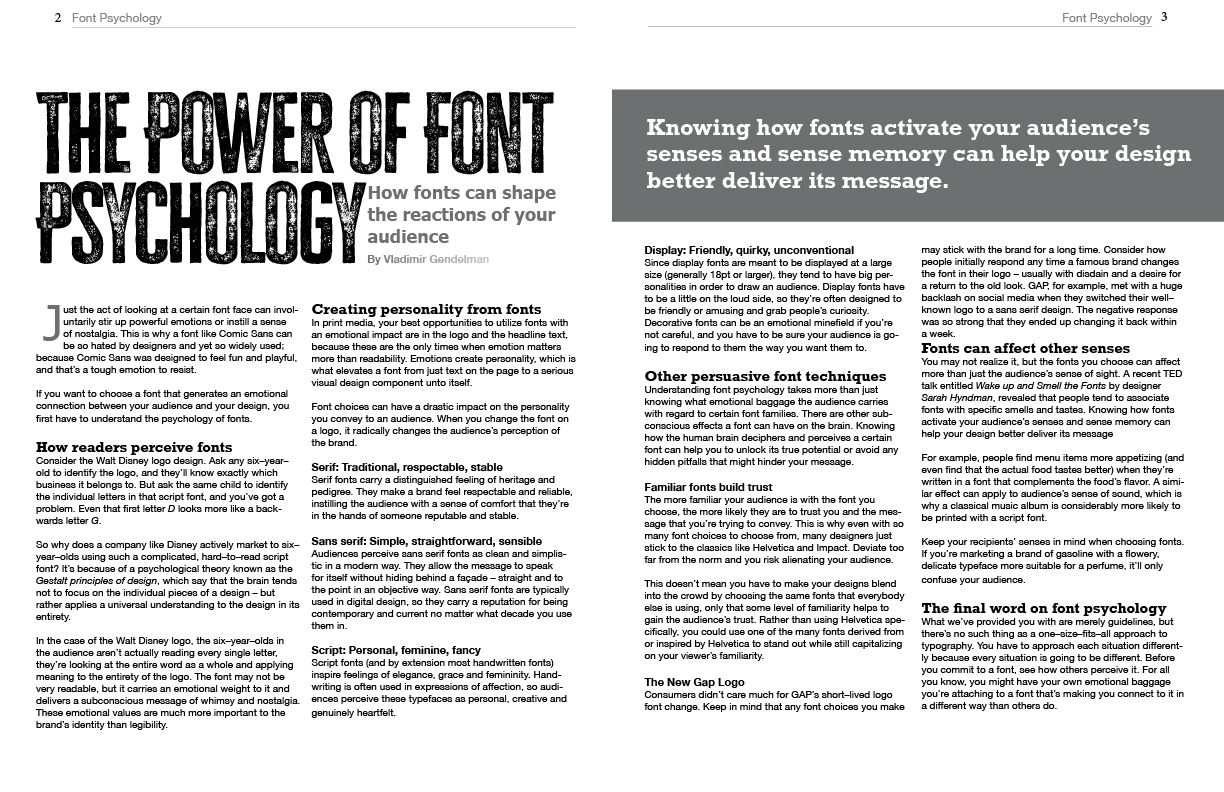 2 Font Psychology
THE POWER OF FONT
PSYCHOLOGY
How fonts can shape
the reactions of your
audience
By Vladimir Gendelman
Just the act of looking at a certain font face can invol-
untarily stir up powerful emotions or instill a sense
of nostalgia. This is why a font like Comic Sans can
be so hated by designers and yet so widely used;
because Comic Sans was designed to feel fun and playful,
and that's a tough emotion to resist.
If you want to choose a font that generates an emotional
connection between your audience and your design, you
first have to understand the psychology of fonts.
How readers perceive fonts
Consider the Walt Disney logo design. Ask any six–year–
old to identify the logo, and they'll know exactly which
business it belongs to. But ask the same child to identify
the individual letters in that script font, and you've got a
problem. Even that first letter D looks more like a back-
wards letter G.
So why does a company like Disney actively market to six–
year–olds using such a complicated, hard–to–read script
font? It's because of a psychological theory known as the
Gestalt principles of design, which say that the brain tends
not to focus on the individual pieces of a design – but
rather applies a universal understanding to the design in its
entirety.
In the case of the Walt Disney logo, the six–year–olds in
the audience aren't actually reading every single letter,
they're looking at the entire word as a whole and applying
meaning to the entirety of the logo. The font may not be
very readable, but it carries an emotional weight to it and
delivers a subconscious message of whimsy and nostalgia.
These emotional values are much more important to the
brand's identity than legibility.
Creating personality from fonts
In print media, your best opportunities to utilize fonts with
an emotional impact are in the logo and the headline text,
because these are the only times when emotion matters
more than readability. Emotions create personality, which is
what elevates a font from just text on the page to a serious
visual design component unto itself.
Font choices can have a drastic impact on the personality
you convey to an audience. When you change the font on
a logo, it radically changes the audience's perception of
the brand.
Serif: Traditional, respectable, stable
Serif fonts carry a distinguished feeling of heritage and
pedigree. They make a brand feel respectable and reliable,
instilling the audience with a sense of comfort that they're
in the hands of someone reputable and stable.
Sans serif: Simple, straightforward, sensible
Audiences perceive sans serif fonts as clean and simplis-
tic in a modern way. They allow the message to speak
for itself without hiding behind a façade – straight and to
the point in an objective way. Sans serif fonts are typically
used in digital design, so they carry a reputation for being
contemporary and current no matter what decade you use
them in.
Script: Personal, feminine, fancy
Script fonts (and by extension most handwritten fonts)
inspire feelings of elegance, grace and femininity. Hand-
writing is often used in expressions of affection, so audi-
ences perceive these typefaces as personal, creative and
genuinely heartfelt.
Font Psychology 3
Knowing how fonts activate your audience's
senses and sense memory can help your design
better deliver its message.
Display: Friendly, quirky, unconventional
Since display fonts are meant to be displayed at a large
size (generally 18pt or larger), they tend to have big per-
sonalities in order to draw an audience. Display fonts have
to be a little on the loud side, so they're often designed to
be friendly or amusing and grab people's curiosity.
Decorative fonts can be an emotional minefield if you're
not careful, and you have to be sure your audience is go-
ing to respond to them the way you want them to.
Other persuasive font techniques
Understanding font psychology takes more than just
knowing what emotional baggage the audience carries
with regard to certain font families. There are other sub-
conscious effects a font can have on the brain. Knowing
how the human brain deciphers and perceives a certain
font can help you to unlock its true potential or avoid any
hidden pitfalls that might hinder your message.
Familiar fonts build trust
The more familiar your audience is with the font you
choose, the more likely they are to trust you and the mes-
sage that you're trying to convey. This is why even with so
many font choices to choose from, many designers just
stick to the classics like Helvetica and Impact. Deviate too
far from the norm and you risk alienating your audience.
This doesn't mean you have to make your designs blend
into the crowd by choosing the same fonts that everybody
else is using, only that some level of familiarity helps to
gain the audience's trust. Rather than using Helvetica spe-
cifically, you could use one of the many fonts derived from
or inspired by Helvetica to stand out while still capitalizing
on your viewer's familiarity.
The New Gap Logo
Consumers didn't care much for GAP's short–lived logo
font change. Keep in mind that any font choices you make
may stick with the brand for a long time. Consider how
people initially respond any time a famous brand changes
the font in their logo – usually with disdain and a desire for
a return to the old look. GAP, for example, met with a huge
backlash on social media when they switched their well–
known logo to a sans serif design. The negative response
was so strong that they ended up changing it back within
a week.
Fonts can affect other senses
You may not realize it, but the fonts you choose can affect
more than just the audience's sense of sight. A recent TED
talk entitled Wake up and Smell the Fonts by designer
Sarah Hyndman, revealed that people tend to associate
fonts with specific smells and tastes. Knowing how fonts
activate your audience's senses and sense memory can
help your design better deliver its message
For example, people find menu items more appetizing (and
even find that the actual food tastes better) when they're
written in a font that complements the food's flavor. A simi-
lar effect can apply to audience's sense of sound, which is
why a classical music album is considerably more likely to
be printed with a script font.
Keep your recipients' senses in mind when choosing fonts.
If you're marketing a brand of gasoline with a flowery,
delicate typeface more suitable for a perfume, it'll only
confuse your audience.
The final word on font psychology
What we've provided you with are merely guidelines, but
there's no such thing as a one–size–fits–all approach to
typography. You have to approach each situation different-
ly because every situation is going to be different. Before
you commit to a font, see how others perceive it. For all
you know, you might have your own emotional baggage
you're attaching to a font that's making you connect to it in
a different way than others do.